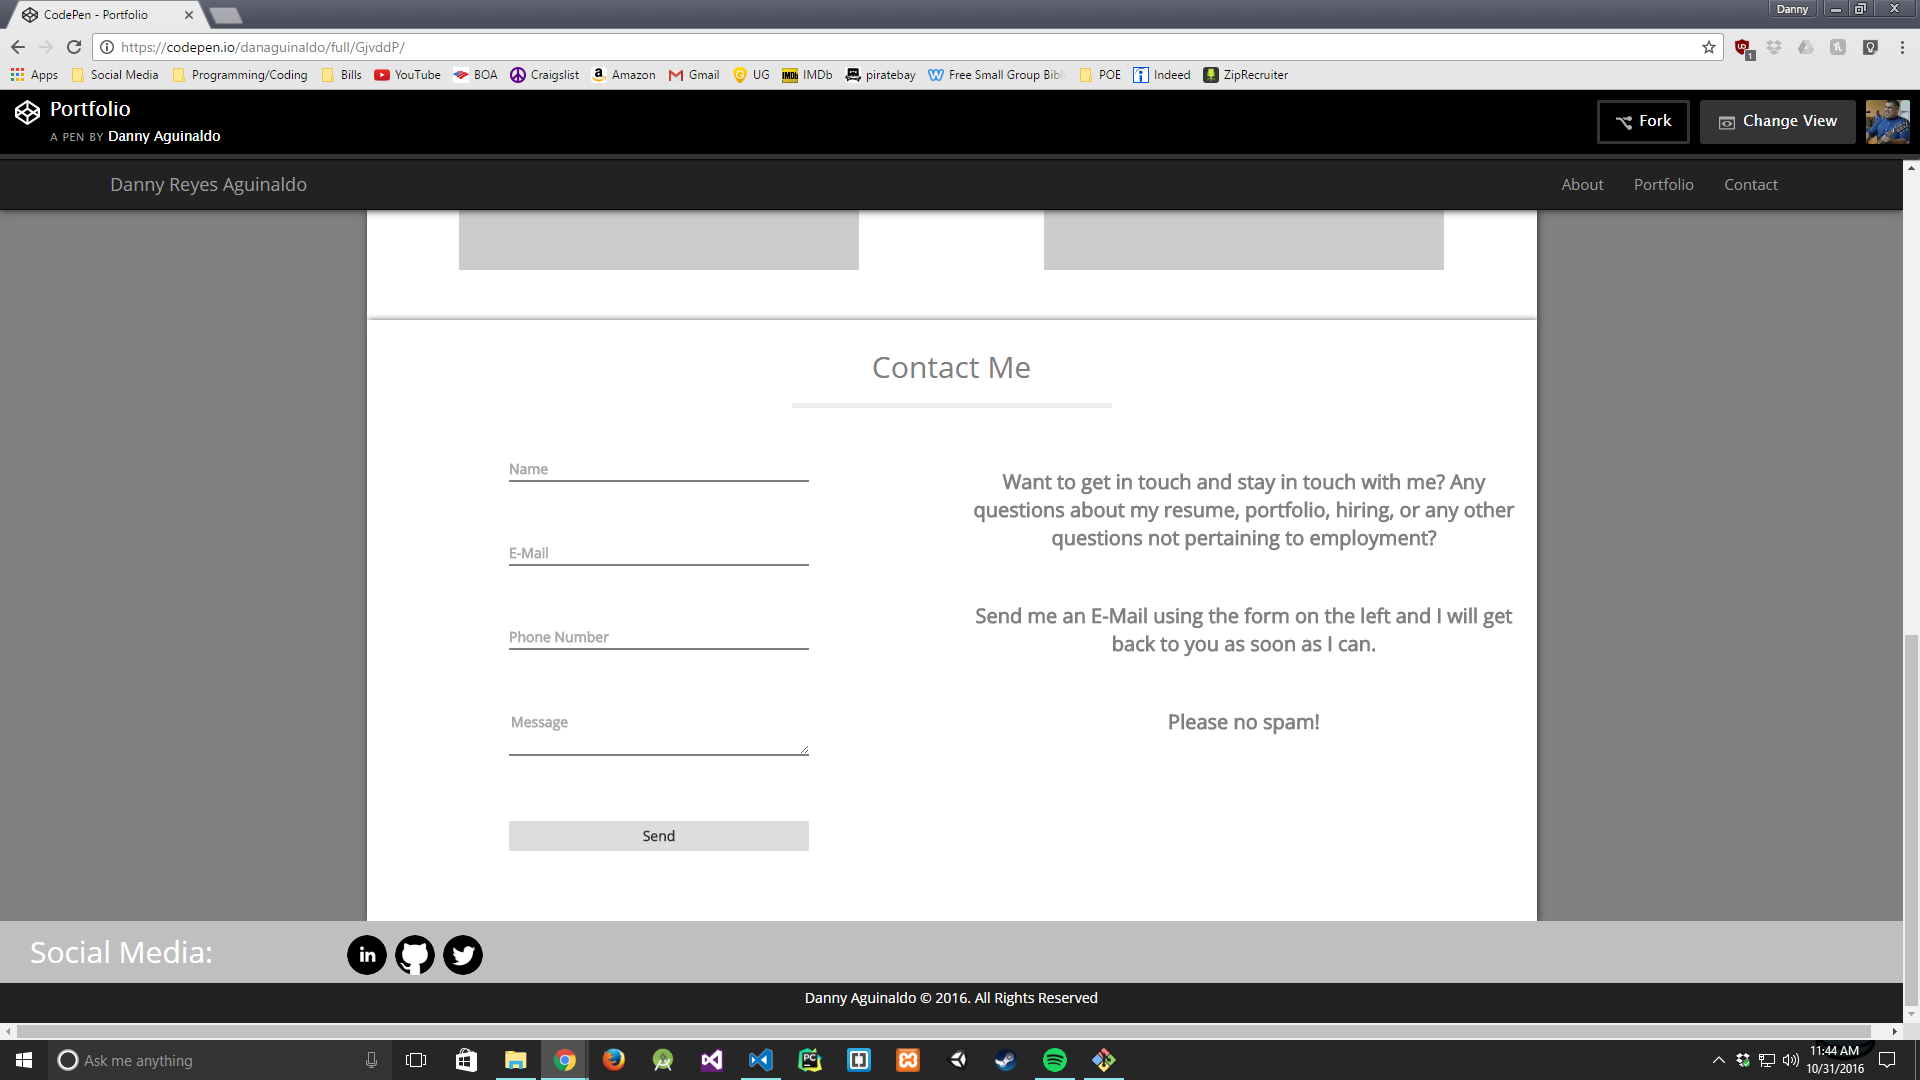 CodePen - Portfolio
Danny
https://codepen.io/danaguinaldo/full/GjvddP/
1
Apps Social Media Programming/Coding Bills YouTube BOA Craigslist Amazon Gmail UG IMDb piratebay Free Small Group Bib POE Indeed ZipRecruiter
Portfolio
A PEN BY Danny Aguinaldo
Fork
Change View
Danny Reyes Aguinaldo
About Portfolio Contact
Contact Me
Name
E-Mail
Phone Number
Message
Send
Want to get in touch and stay in touch with me? Any
questions about my resume, portfolio, hiring, or any other
questions not pertaining to employment?
Send me an E-Mail using the form on the left and I will get
back to you as soon as I can.
Please no spam!
Social Media:
in
Danny Aguinaldo © 2016. All Rights Reserved
Ask me anything
PC
11:44 AM
10/31/2016